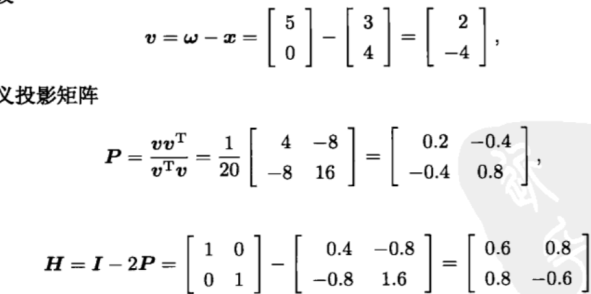 v = ω − x = [ 5 0 ] − [ 3 4 ] = [ 2 −4 ],
义投影矩阵
P = vvᵀ / vᵀv = 1/20 [ 4 −8 −8 16 ] = [ 0.2 −0.4 −0.4 0.8 ],
H = I − 2P = [ 1 0 0 1 ] − [ 0.4 −0.8 −0.8 1.6 ] = [ 0.6 0.8 0.8 −0.6 ]